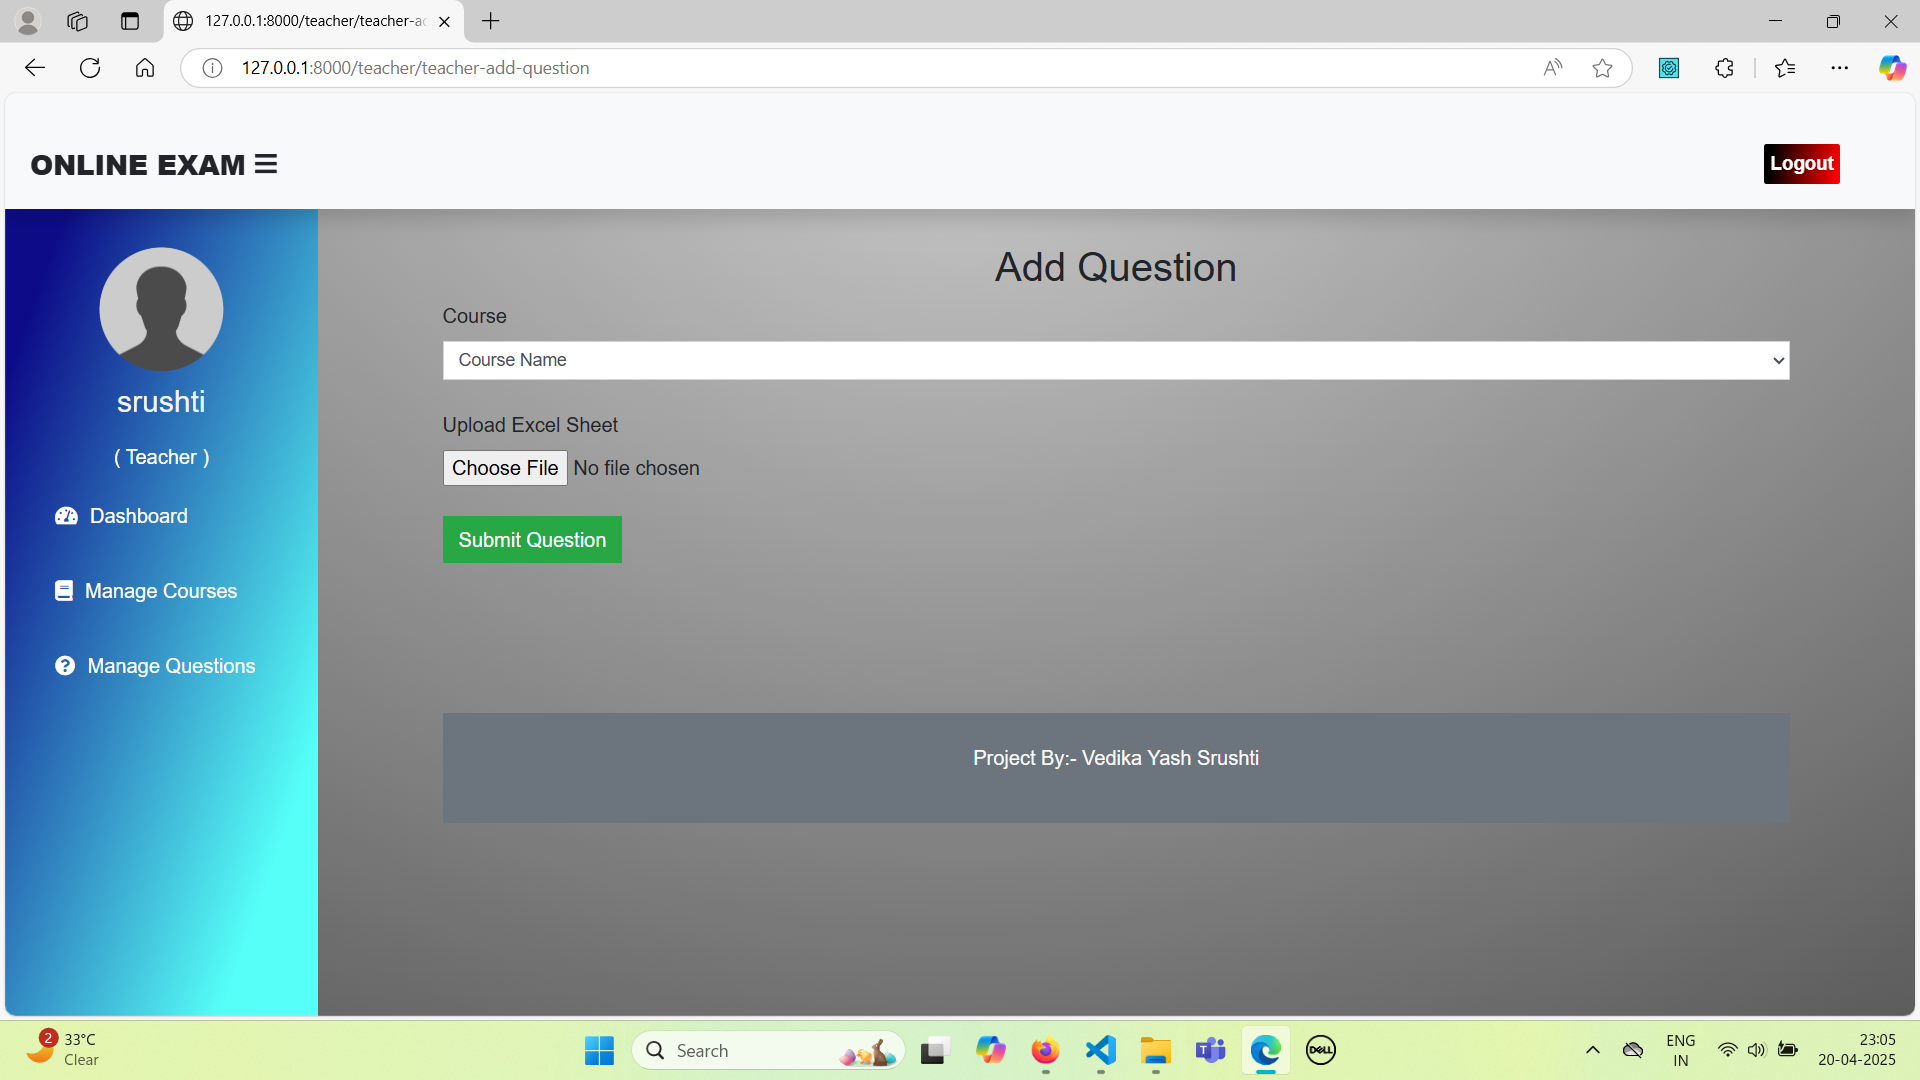 127.0.0.1:8000/teacher/teacher-ad
127.0.0.1:8000/teacher/teacher-add-question
ONLINE EXAM
Logout
srushti
( Teacher )
Dashboard
Manage Courses
Manage Questions
Add Question
Course
Course Name
Upload Excel Sheet
Choose File No file chosen
Submit Question
Project By:- Vedika Yash Srushti
2
33°C
Clear
Search
DELL
ENG
IN
23:05
20-04-2025